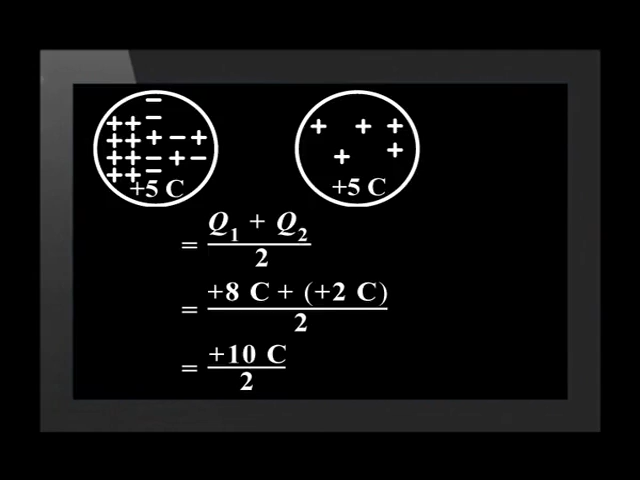 +5 C
+5 C
= Q₁ + Q₂ / 2
= +8 C + (+2 C) / 2
= +10 C / 2